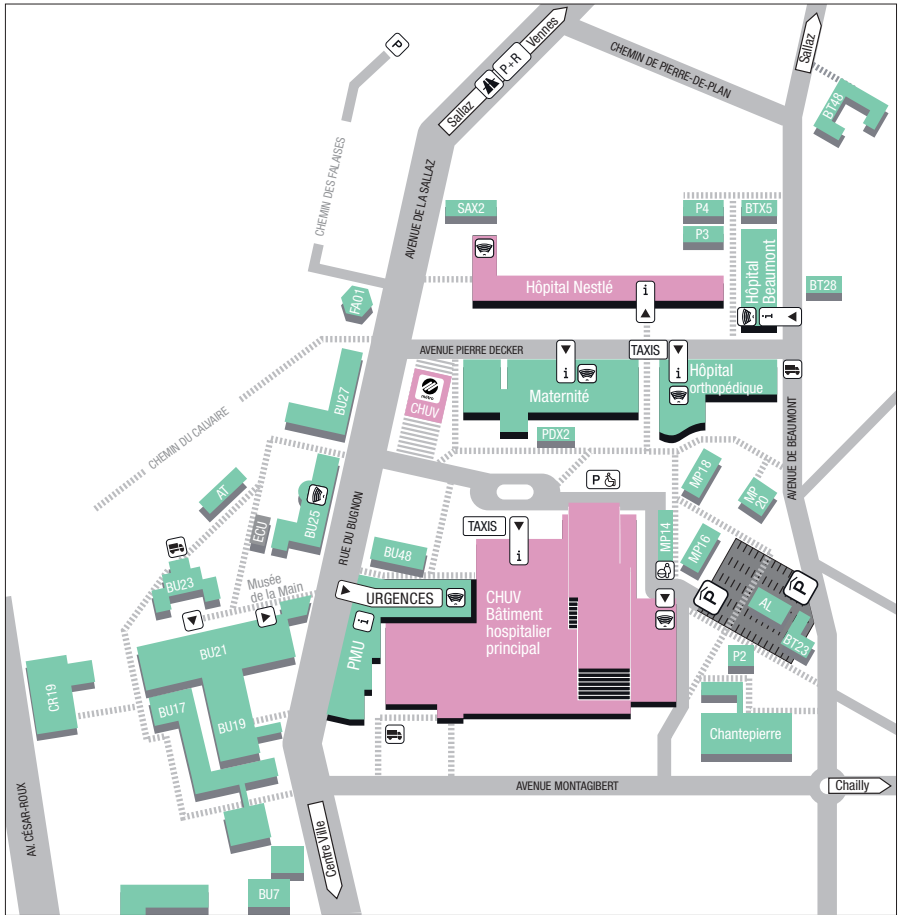 P
Sallaz
P+R
Vennes
CHEMIN DE PIERRE-DE-PLAN
Sallaz
BT48
CHEMIN DES FALAISES
AVENUE DE LA SALLAZ
SAX2
P4
BTX5
P3
Hôpital
Beaumont
Hôpital Nestlé
i
i
BT28
FA01
AVENUE PIERRE DECKER
TAXIS
i
i
Hôpital
orthopédique
Maternité
métro
CHUV
BU27
CHEMIN DU CALVAIRE
PDX2
AVENUE DE BEAUMONT
AT
ECU
BU25
RUE DU BUGNON
P
MP18
MP
20
TAXIS
i
MP14
MP16
BU48
BU23
Musée
de la Main
URGENCES
i
PMU
CHUV
Bâtiment
hospitalier
principal
P
P
AL
BT23
P2
BU21
CR19
BU17
BU19
Chantepierre
AVENUE MONTAGIBERT
Chailly
AV. CÉSAR-ROUX
Centre Ville
BU7